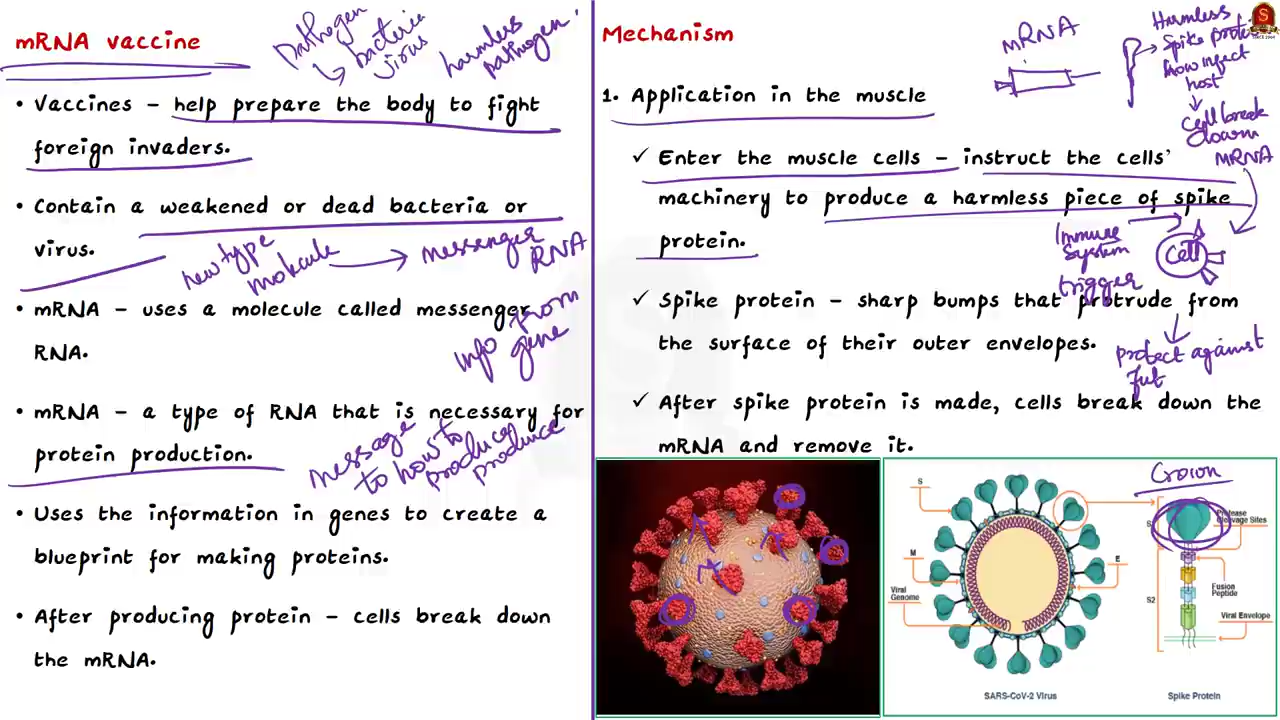 mRNA vaccine
pathogen
bacteria
virus
harmless
pathogen.
• Vaccines – help prepare the body to fight
foreign invaders.
• Contain a weakened or dead bacteria or
virus.
new type
molecule
messenger
RNA
• mRNA – uses a molecule called messenger
RNA.
info from
gene
• mRNA – a type of RNA that is necessary for
protein production.
message
to how to
produce
produce
• Uses the information in genes to create a
blueprint for making proteins.
• After producing protein – cells break down
the mRNA.
Mechanism
mRNA
Harmless
Spike protein
how infect
host
Cell break
down
mRNA
1. Application in the muscle
✓ Enter the muscle cells – instruct the cells'
machinery to produce a harmless piece of spike
protein.
Immune
System
trigger
Cell
✓ Spike protein – sharp bumps that protrude from
the surface of their outer envelopes.
protect against
fut
✓ After spike protein is made, cells break down the
mRNA and remove it.
S
M
E
Viral
Genome
SARS-CoV-2 Virus
Crown
Protease
Cleavage Sites
Fusion
Peptide
S2
Viral Envelope
Spike Protein